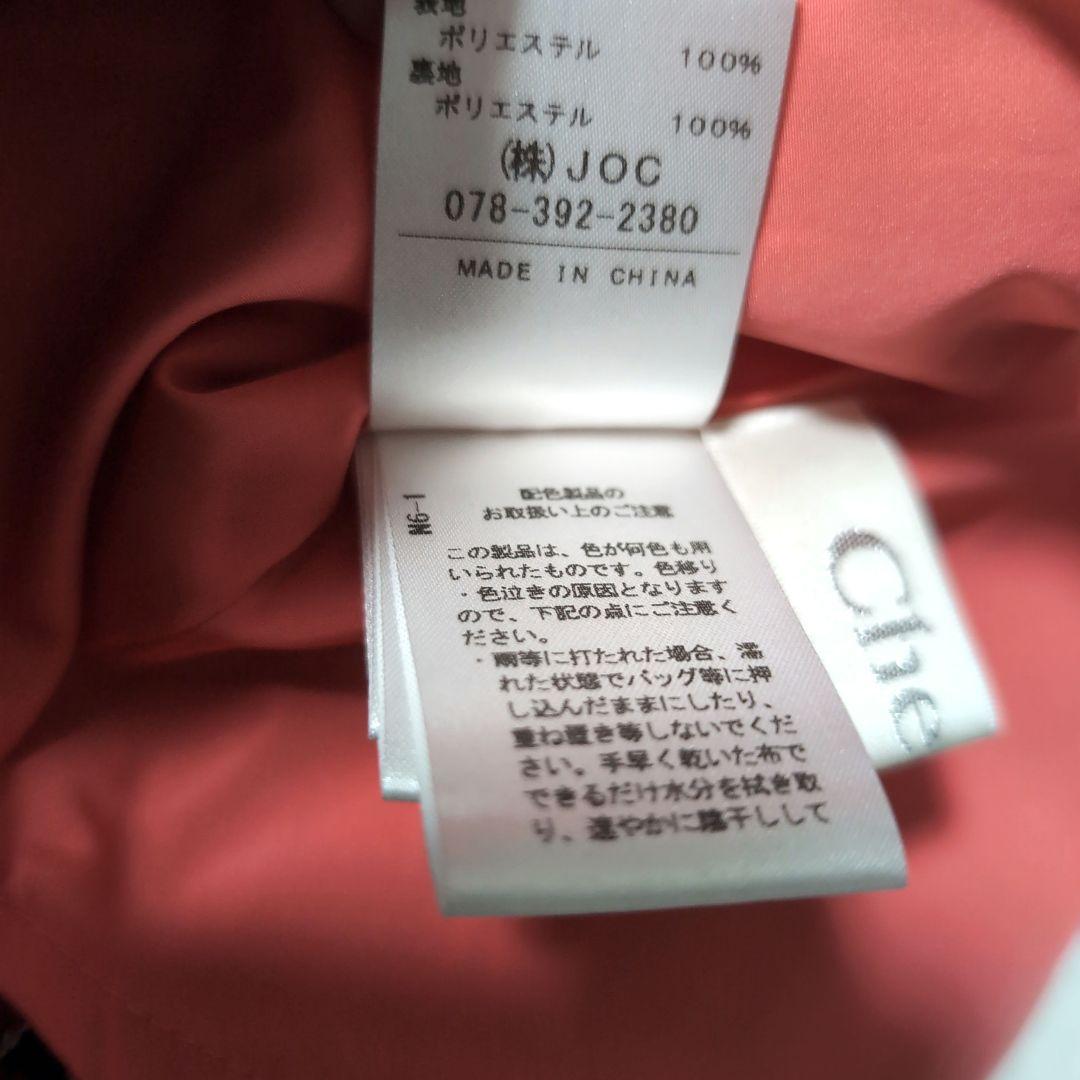 表地
ポリエステル 100%
裏地
ポリエステル 100%
(株)JOC
078-392-2380
MADE IN CHINA
N6-1
配色製品の
お取扱い上のご注意
この製品は、色が何色も用
いられたものです。色移り
・色泣きの原因となります
ので、下記の点にご注意く
ださい。
・雨等に打たれた場合、濡
れた状態でバッグ等に押
し込んだままにしたり、
重ね置き等しないでくだ
さい。手早く乾いた布で
できるだけ水分を拭き取
り、速やかに陰干しして
Che